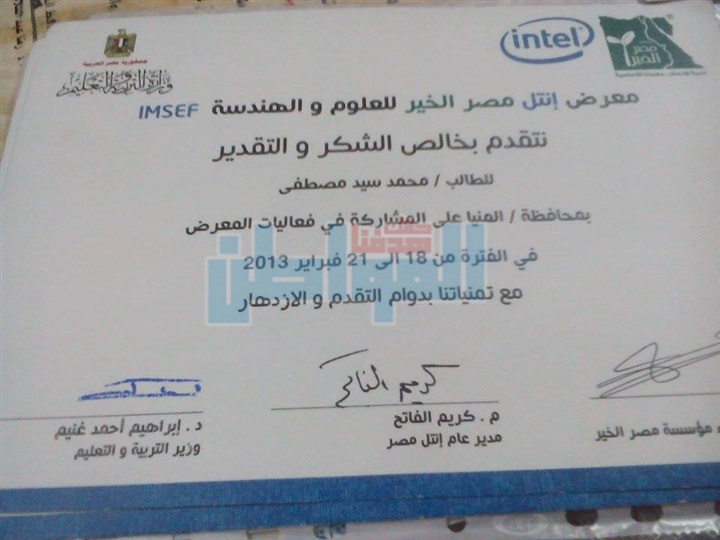 جمهورية مصر العربية
وزارة التربية والتعليم
intel
مصر الخير
معرض إنتل مصر الخير للعلوم و الهندسة IMSEF
نتقدم بخالص الشكر و التقدير
للطالب / محمد سيد مصطفى
بمحافظة / المنيا على المشاركة في فعاليات المعرض
في الفترة من 18 الى 21 فبراير 2013
مع تمنياتنا بدوام التقدم و الازدهار
المواطن
كريم الفاتح
م . كريم الفاتح
مدير عام إنتل مصر
د . إبراهيم أحمد غنيم
وزير التربية و التعليم
مؤسسة مصر الخير